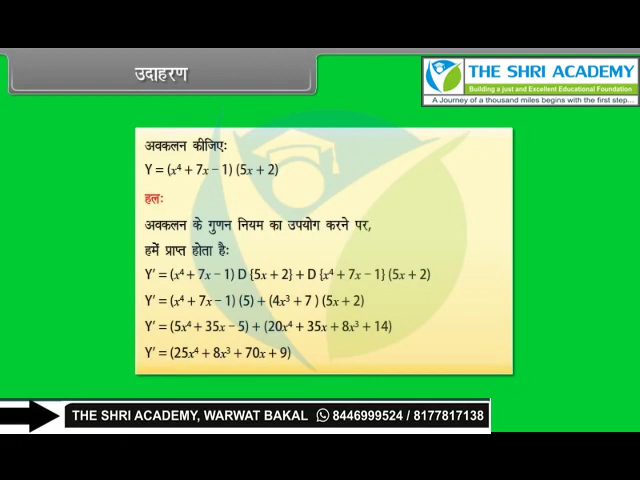 उदाहरण
THE SHRI ACADEMY
Building a just and Excellent Educational Foundation
A Journey of a thousand miles begins with the first step...
अवकलन कीजिए:
Y = (x⁴ + 7x − 1) (5x + 2)
हल:
अवकलन के गुणन नियम का उपयोग करने पर,
हमें प्राप्त होता है:
Y′ = (x⁴ + 7x − 1) D {5x + 2} + D {x⁴ + 7x − 1} (5x + 2)
Y′ = (x⁴ + 7x − 1) (5) + (4x³ + 7 ) (5x + 2)
Y′ = (5x⁴ + 35x − 5) + (20x⁴ + 35x + 8x³ + 14)
Y′ = (25x⁴ + 8x³ + 70x + 9)
THE SHRI ACADEMY, WARWAT BAKAL 8446999524 / 8177817138